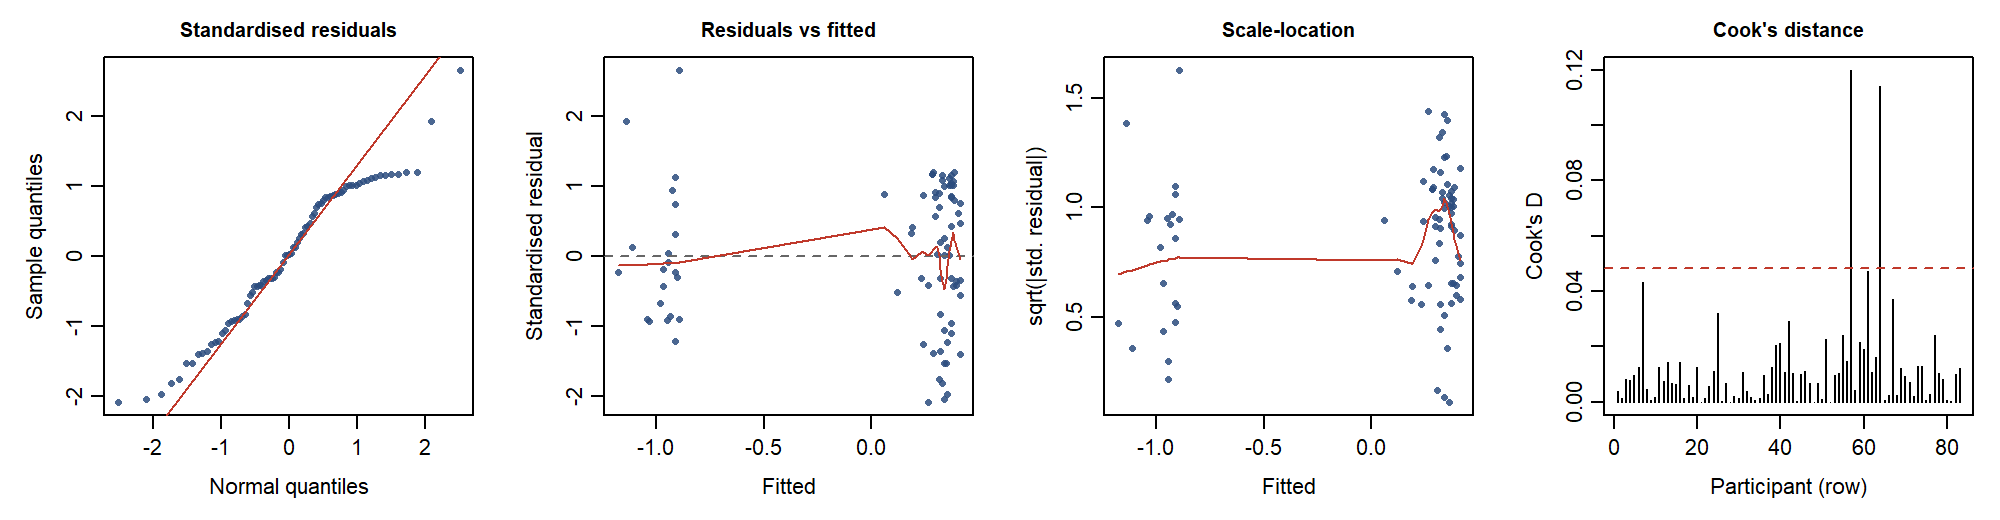 Standardised residuals
Sample quantiles
2
1
0
-1
-2
-2 -1 0 1 2
Normal quantiles
Residuals vs fitted
Standardised residual
2
1
0
-1
-2
-1.0 -0.5 0.0
Fitted
Scale-location
sqrt(|std. residual|)
1.5
1.0
0.5
-1.0 -0.5 0.0
Fitted
Cook's distance
Cook's D
0.12
0.08
0.04
0.00
0 20 40 60 80
Participant (row)